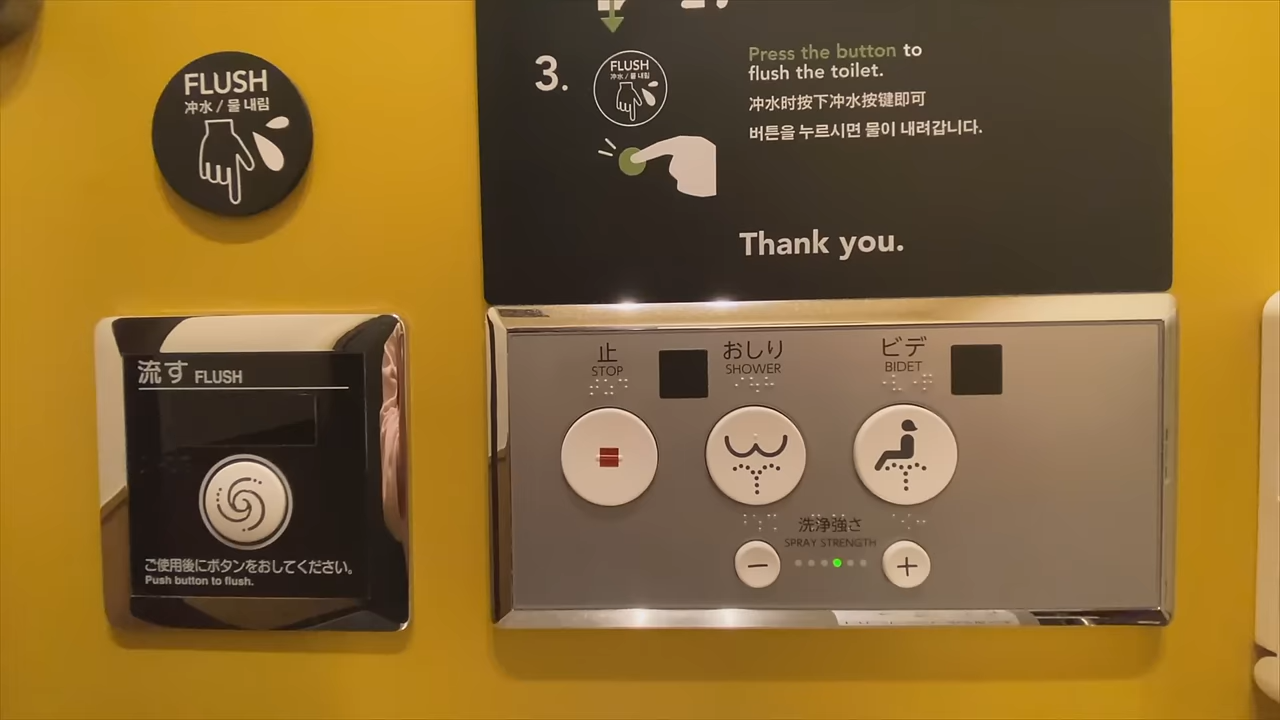 FLUSH
冲水 / 물 내림
3.
FLUSH
冲水 / 물 내림
Press the button to
flush the toilet.
冲水时按下冲水按键即可
버튼을 누르시면 물이 내려갑니다.
Thank you.
流す FLUSH
ご使用後にボタンをおしてください。
Push button to flush.
止
STOP
おしり
SHOWER
ビデ
BIDET
洗浄強さ
SPRAY STRENGTH
− +